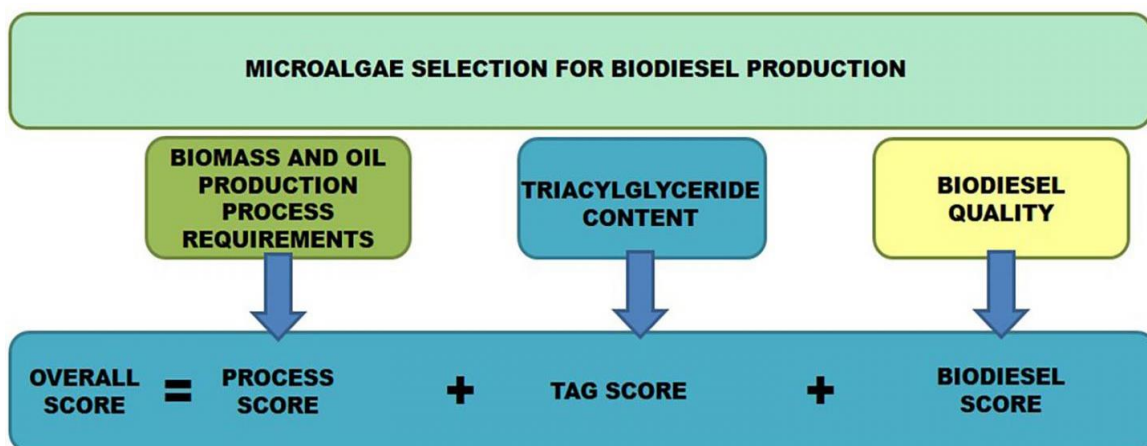 MICROALGAE SELECTION FOR BIODIESEL PRODUCTION
BIOMASS AND OIL
PRODUCTION
PROCESS
REQUIREMENTS
TRIACYLGLYCERIDE
CONTENT
BIODIESEL
QUALITY
OVERALL
SCORE
=
PROCESS
SCORE
+
TAG SCORE
+
BIODIESEL
SCORE